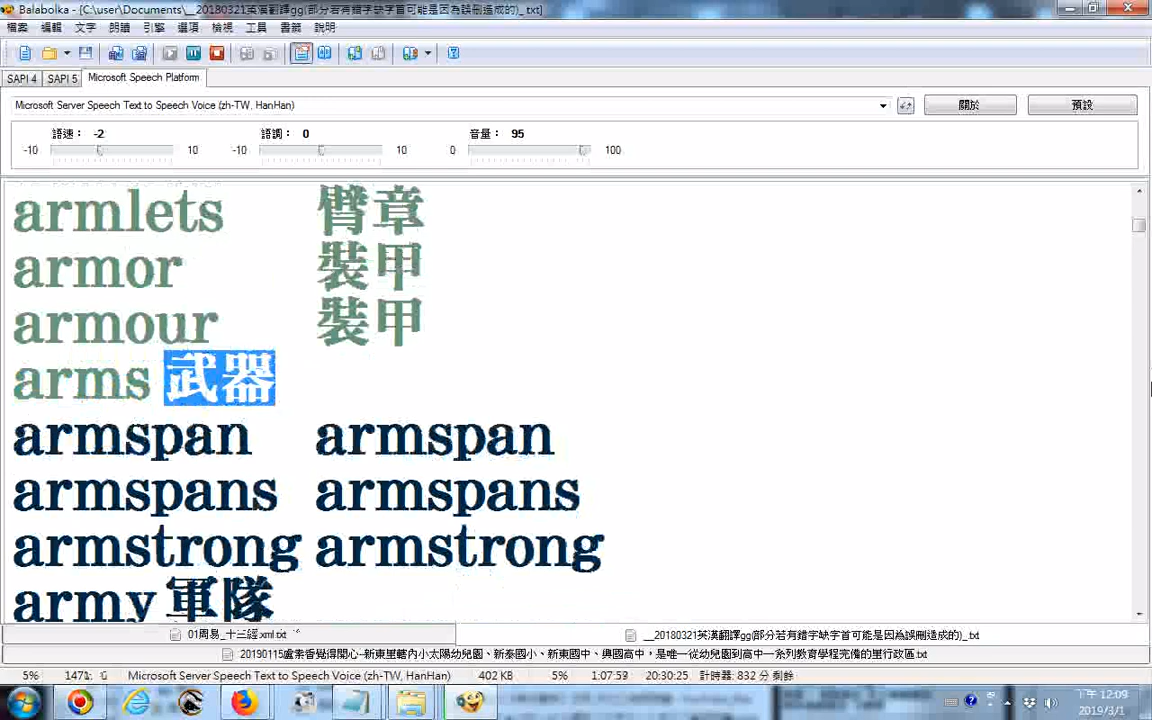 Balabolka - [C:\user\Documents\__20180321英漢翻譯gg(部分若有錯字缺字首可能是因為誤刪造成的)_.txt]
檔案 編輯 文字 朗讀 引擎 選項 檢視 工具 書籤 說明
SAPI 4 SAPI 5 Microsoft Speech Platform
Microsoft Server Speech Text to Speech Voice (zh-TW, HanHan) 關於 預設
語速： -2 語調： 0 音量： 95
-10 10 -10 10 0 100
armlets 臂章
armor 裝甲
armour 裝甲
arms 武器
armspan armspan
armspans armspans
armstrong armstrong
army 軍隊
01周易_十三經.xml.txt __20180321英漢翻譯gg(部分若有錯字缺字首可能是因為誤刪造成的)_.txt
20190115盧素香覺得開心-新東里轄內小太陽幼兒園、新泰國小、新東國中、興國高中，是唯一從幼兒園到高中一系列教育學程完備的里行政區.txt
5% Microsoft Server Speech Text to Speech Voice (zh-TW, HanHan) 402 KB 5% 1:07:59 20:30:25 計時器： 832 分 剩餘
下午 12:09
2019/3/1